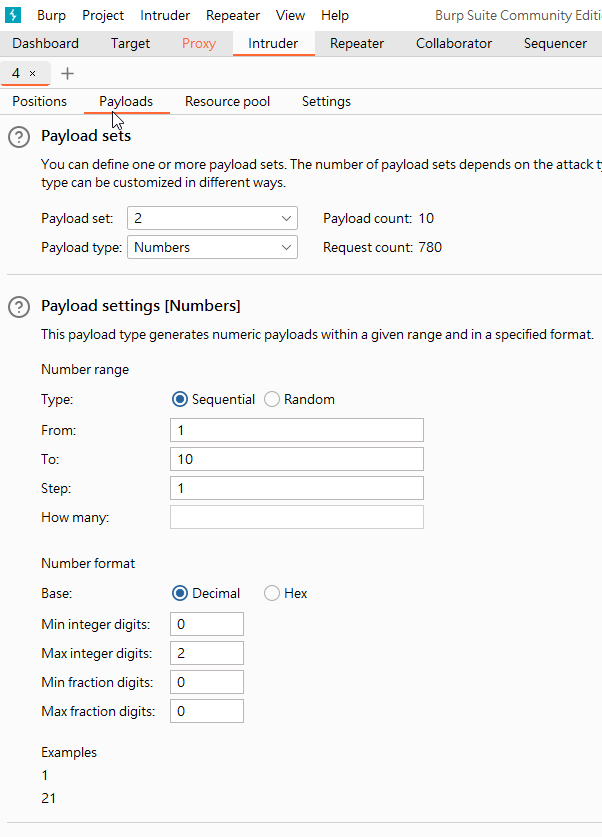 Burp Project Intruder Repeater View Help Burp Suite Community Editi
Dashboard Target Proxy Intruder Repeater Collaborator Sequencer
4 × +
Positions Payloads Resource pool Settings
? Payload sets
You can define one or more payload sets. The number of payload sets depends on the attack ty
type can be customized in different ways.
Payload set: 2 Payload count: 10
Payload type: Numbers Request count: 780
? Payload settings [Numbers]
This payload type generates numeric payloads within a given range and in a specified format.
Number range
Type: Sequential Random
From: 1
To: 10
Step: 1
How many:
Number format
Base: Decimal Hex
Min integer digits: 0
Max integer digits: 2
Min fraction digits: 0
Max fraction digits: 0
Examples
1
21